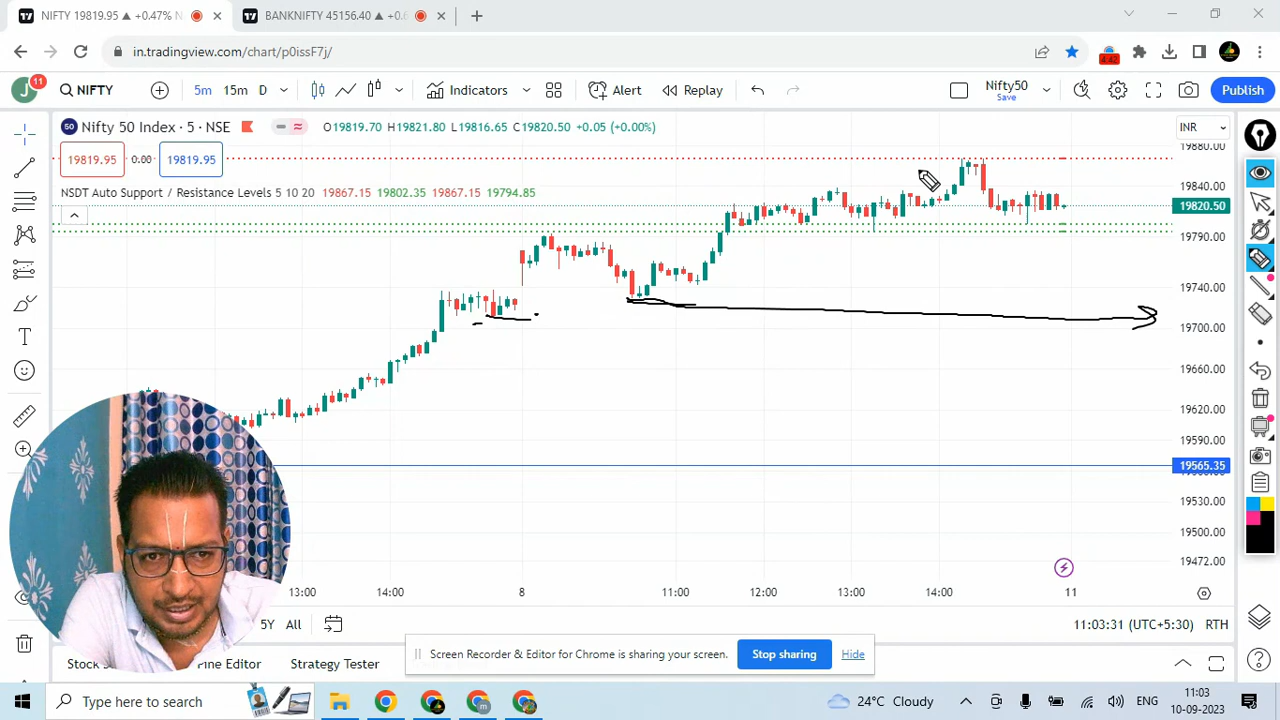 NIFTY 19819.95 ▲ +0.47% N
BANKNIFTY 45156.40 ▲ +0.6
in.tradingview.com/chart/p0issF7j/
4:42
J
11
NIFTY
5m 15m D
Indicators
Alert
Replay
Nifty50
Save
Publish
50 Nifty 50 Index · 5 · NSE
O19819.70 H19821.80 L19816.65 C19820.50 +0.05 (+0.00%)
INR
19819.95 0.00 19819.95
NSDT Auto Support / Resistance Levels 5 10 20 19867.15 19802.35 19867.15 19794.85
19880.00
19840.00
19820.50
19790.00
19740.00
19700.00
19660.00
19620.00
19590.00
19565.35
19530.00
19500.00
19472.00
13:00 14:00 8 11:00 12:00 13:00 14:00 11
5Y All
11:03:31 (UTC+5:30) RTH
Screen Recorder & Editor for Chrome is sharing your screen.
Stop sharing
Hide
Stock
Pine Editor
Strategy Tester
Type here to search
24°C Cloudy
ENG
11:03
10-09-2023